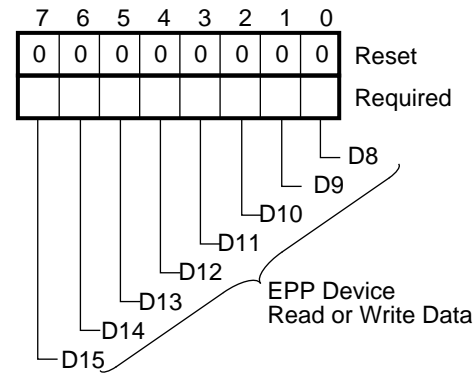 7 6 5 4 3 2 1 0
0 0 0 0 0 0 0 0 Reset
Required
D8
D9
D10
D11
D12
D13
D14
D15
EPP Device
Read or Write Data